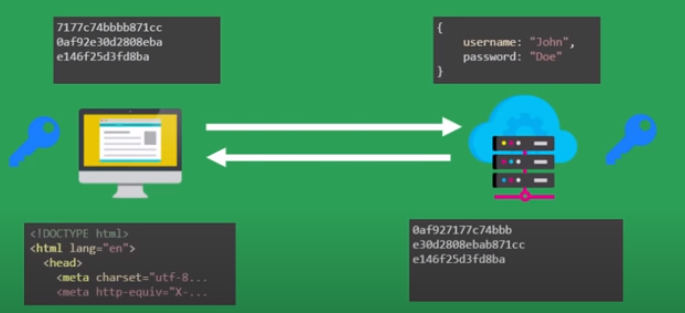 7177c74bbbb871cc
0af92e30d2808eba
e146f25d3fd8ba
{
username: "John",
password: "Doe"
}
<!DOCTYPE html>
<html lang="en">
<head>
<meta charset="utf-8...
<meta http-equiv="X-...
0af927177c74bbb
e30d2808ebab871cc
e146f25d3fd8ba